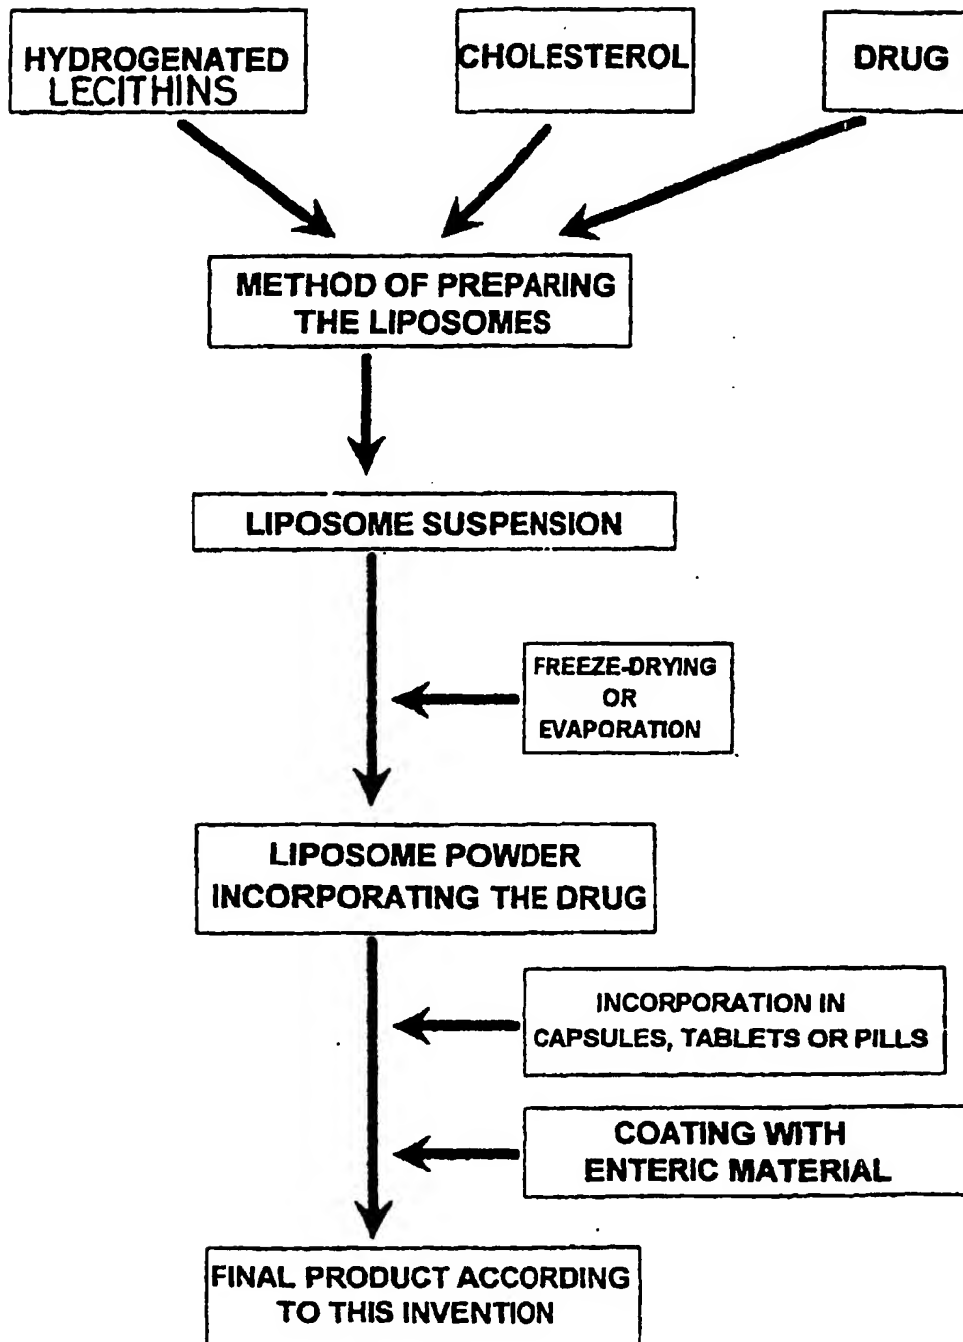 HYDROGENATED
LECITHINS
CHOLESTEROL
DRUG
METHOD OF PREPARING
THE LIPOSOMES
LIPOSOME SUSPENSION
FREEZE-DRYING
OR
EVAPORATION
LIPOSOME POWDER
INCORPORATING THE DRUG
INCORPORATION IN
CAPSULES, TABLETS OR PILLS
COATING WITH
ENTERIC MATERIAL
FINAL PRODUCT ACCORDING
TO THIS INVENTION